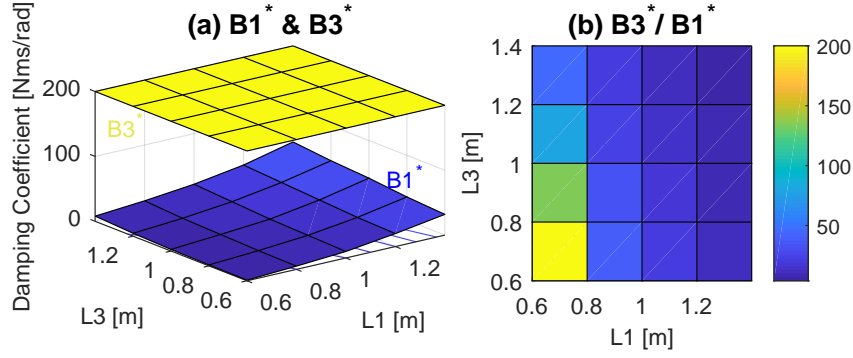 (a) B1* & B3*
Damping Coefficient [Nms/rad]
200
100
0
B3*
B1*
1.2
1
0.8
0.6
L3 [m]
0.6
0.8
1
1.2
L1 [m]
(b) B3*/ B1*
1.4
1.2
1
0.8
0.6
L3 [m]
0.6
0.8
1
1.2
L1 [m]
200
150
100
50